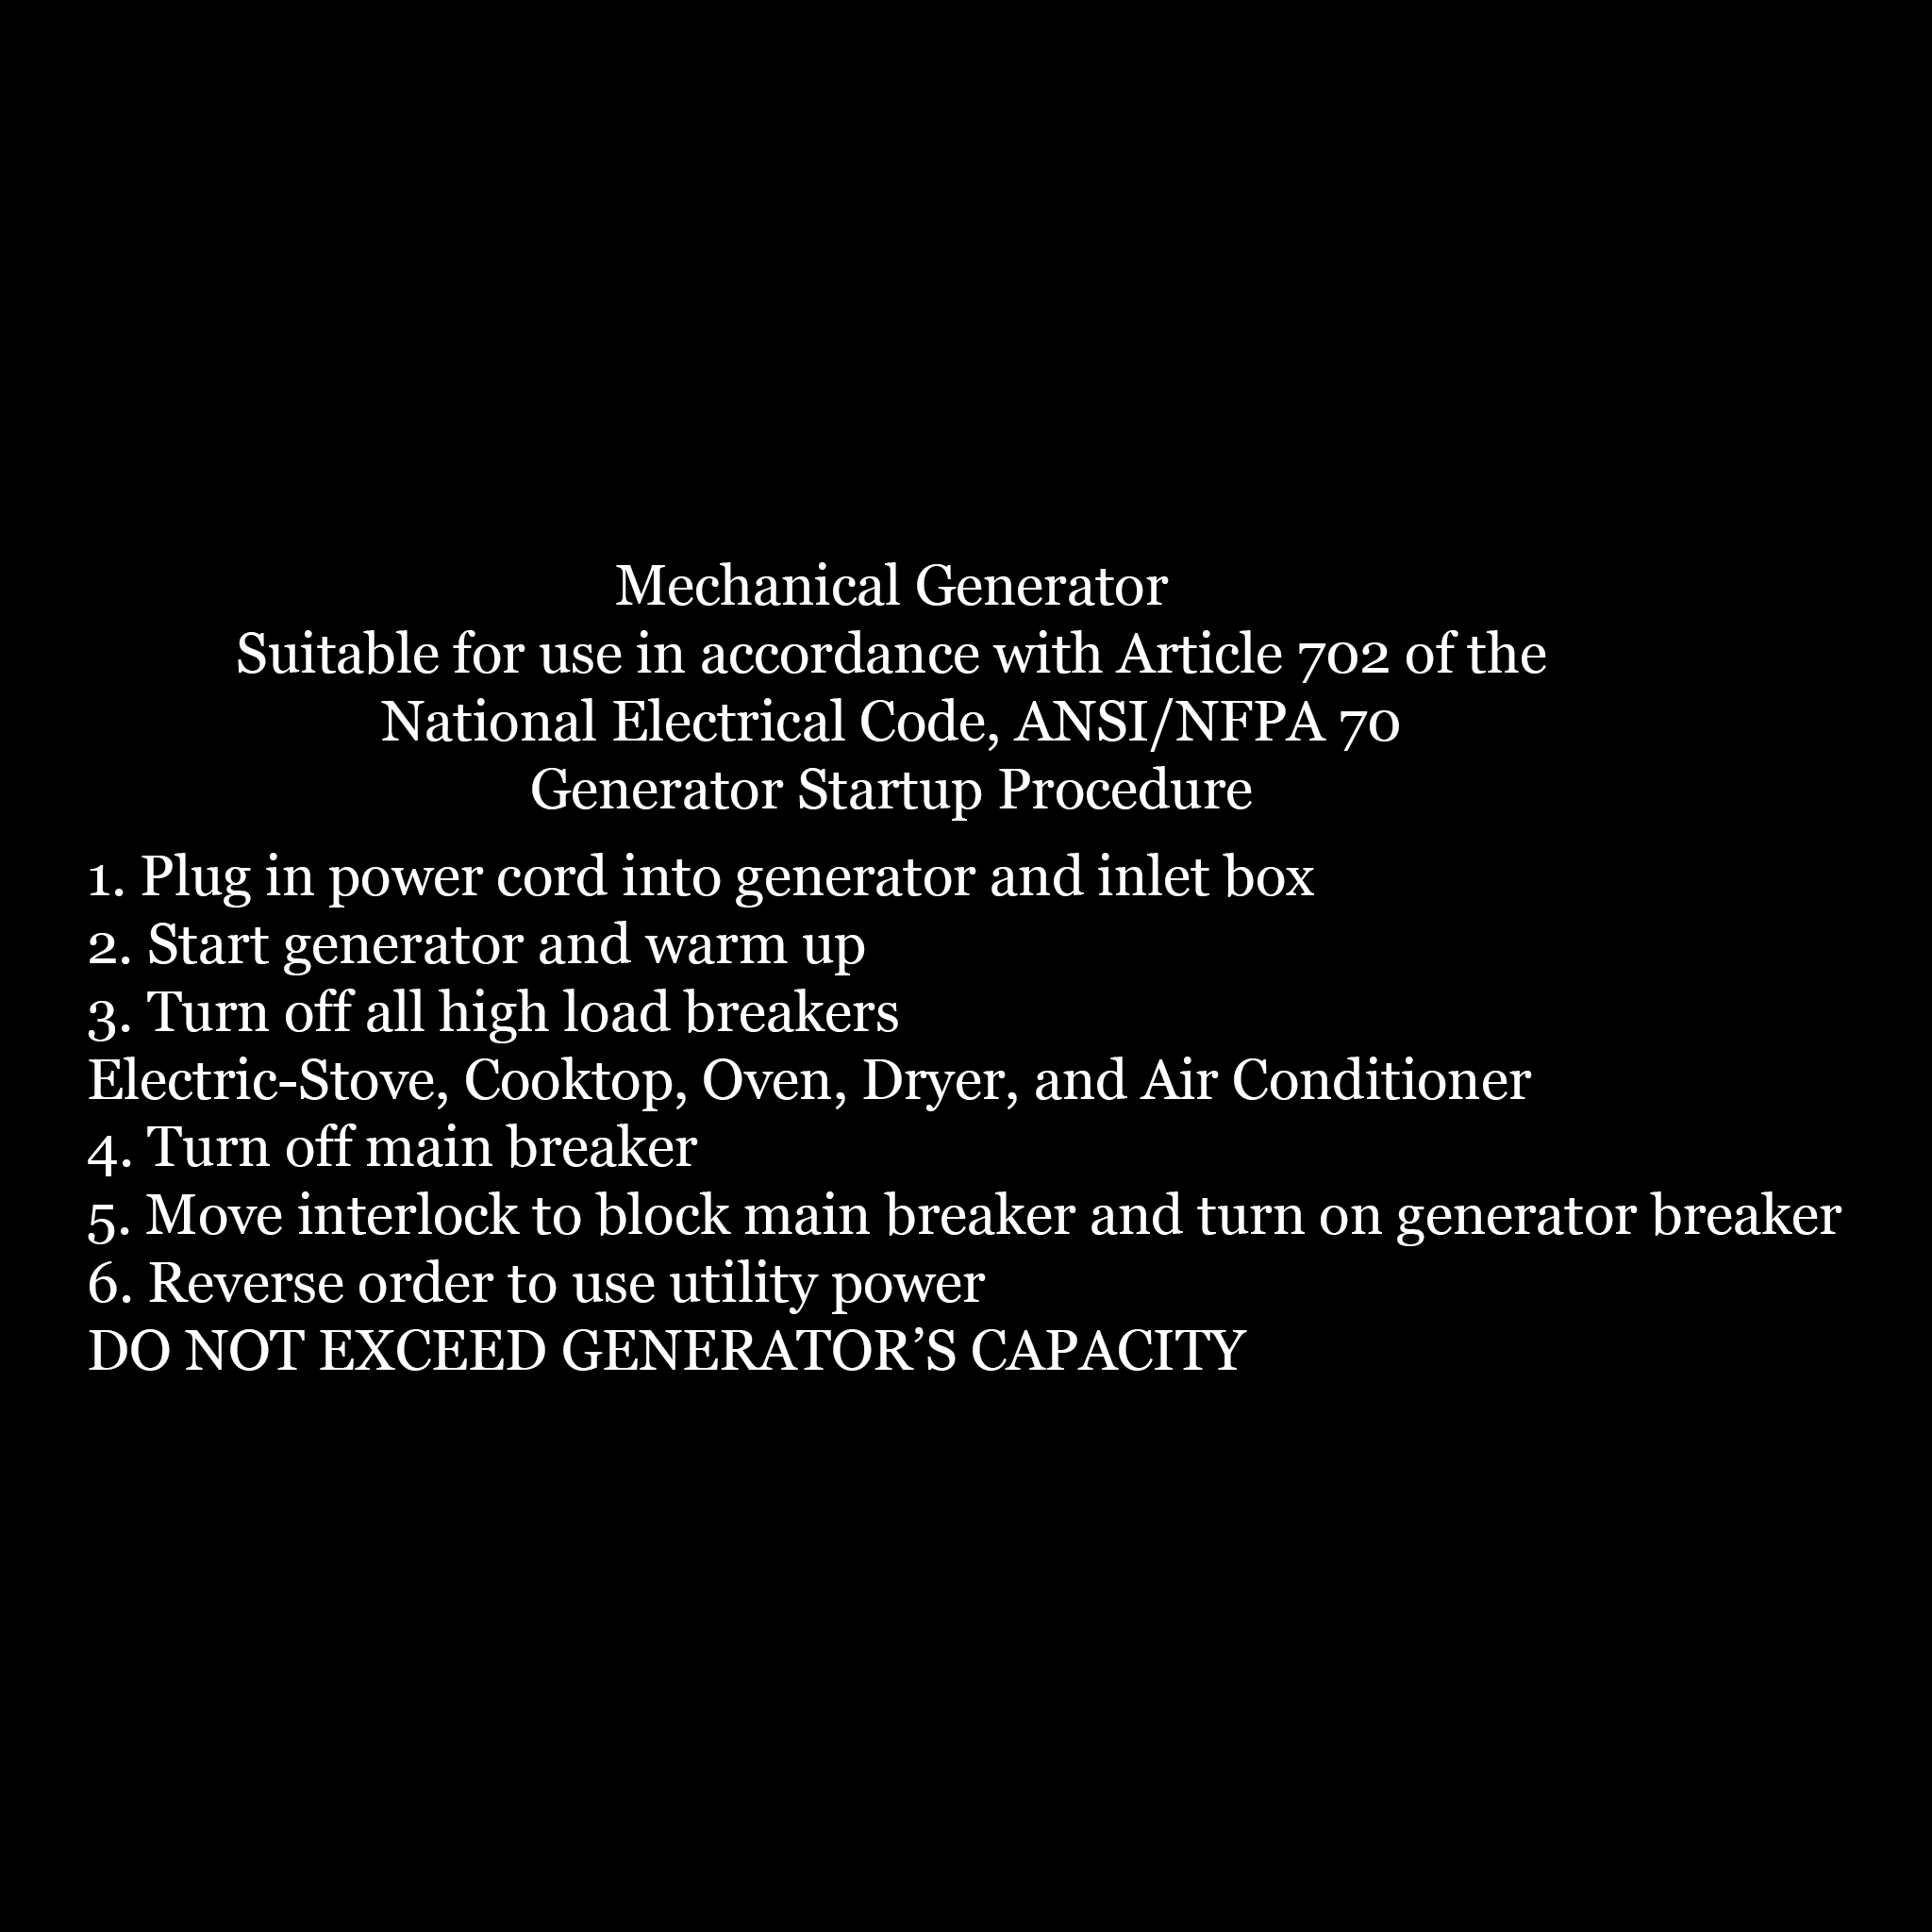 Mechanical Generator
Suitable for use in accordance with Article 702 of the
National Electrical Code, ANSI/NFPA 70
Generator Startup Procedure
1. Plug in power cord into generator and inlet box
2. Start generator and warm up
3. Turn off all high load breakers
Electric-Stove, Cooktop, Oven, Dryer, and Air Conditioner
4. Turn off main breaker
5. Move interlock to block main breaker and turn on generator breaker
6. Reverse order to use utility power
DO NOT EXCEED GENERATOR’S CAPACITY